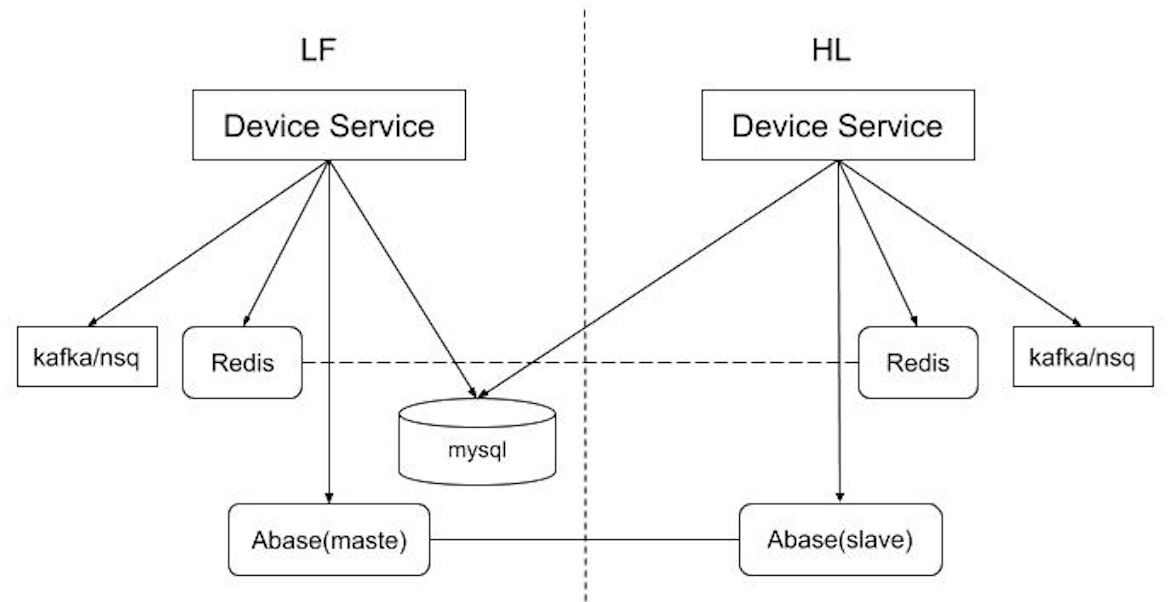 LF
HL
Device Service
Device Service
kafka/nsq
Redis
Redis
kafka/nsq
mysql
Abase(maste)
Abase(slave)